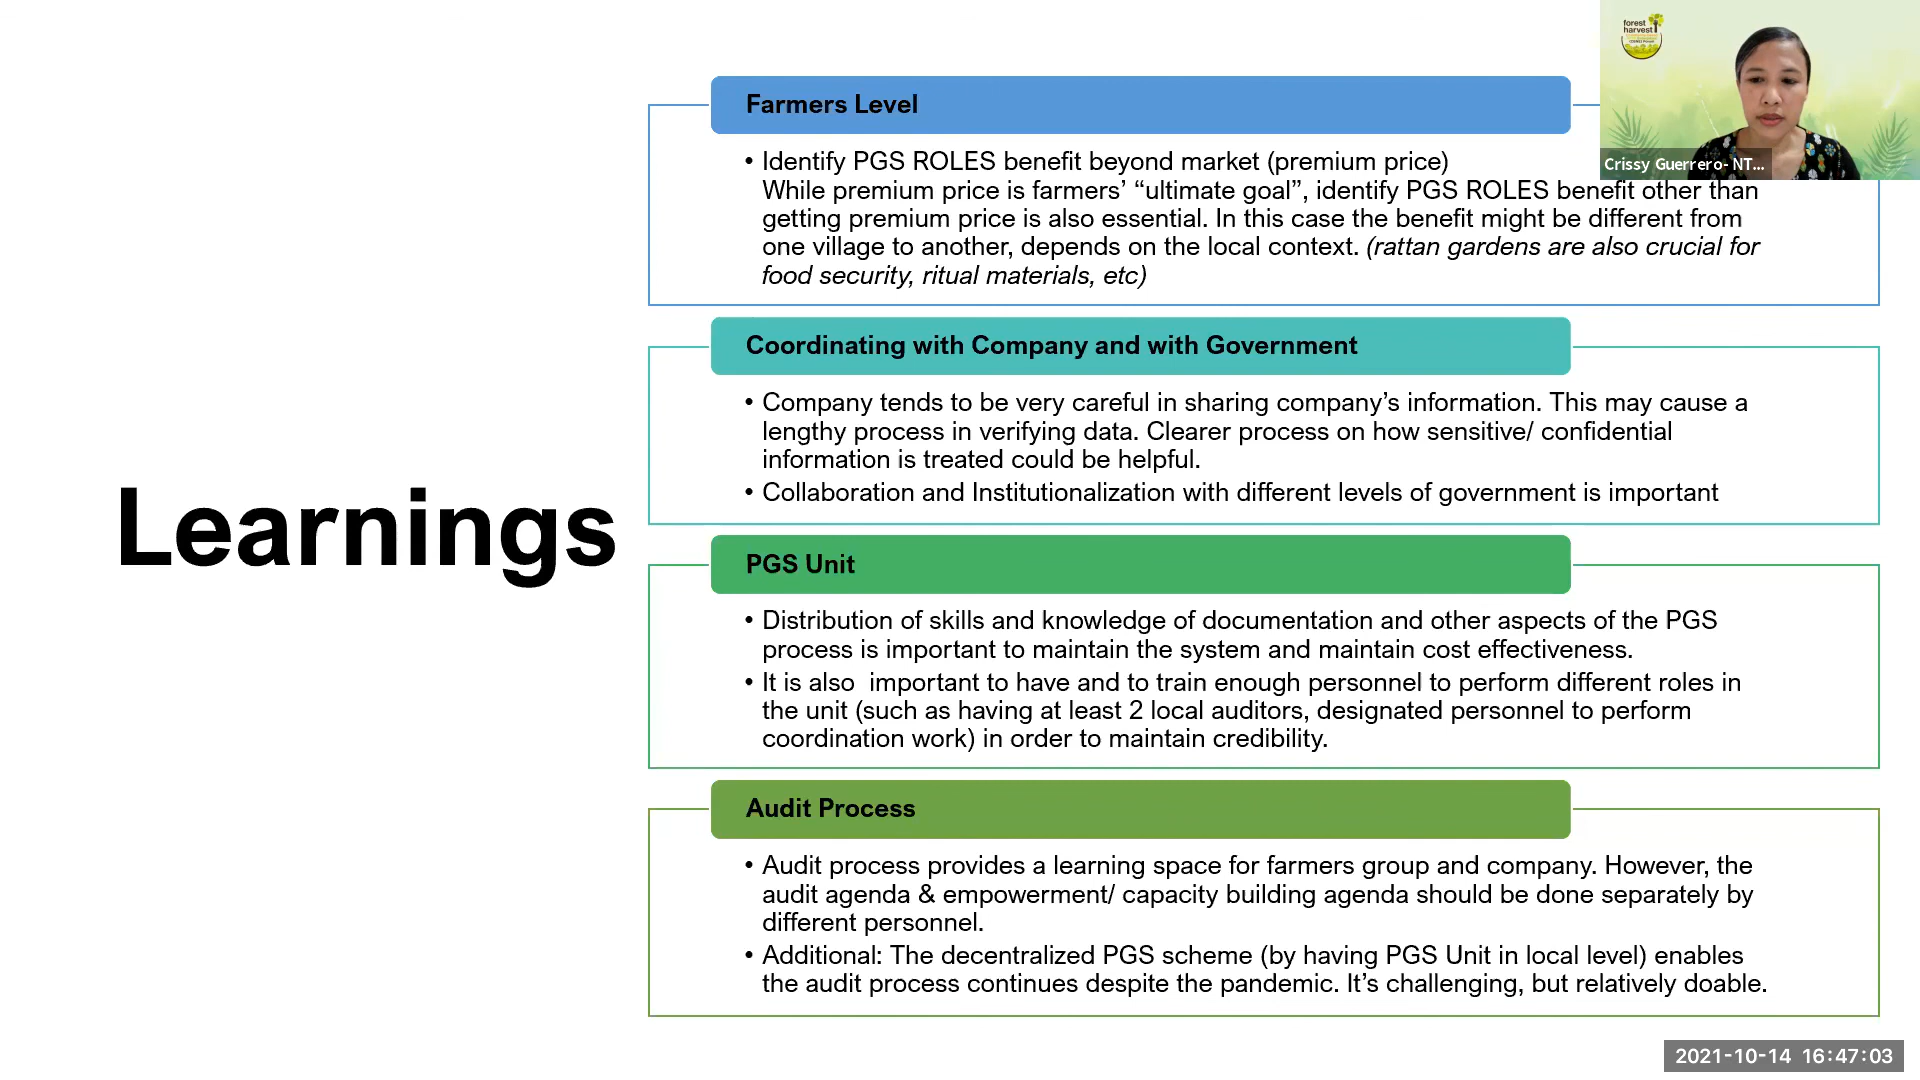 forest
harvest
Crissy Guerrero- NT...
Learnings
Farmers Level
• Identify PGS ROLES benefit beyond market (premium price)
While premium price is farmers’ “ultimate goal”, identify PGS ROLES benefit other than
getting premium price is also essential. In this case the benefit might be different from
one village to another, depends on the local context. (rattan gardens are also crucial for
food security, ritual materials, etc)
Coordinating with Company and with Government
• Company tends to be very careful in sharing company’s information. This may cause a
lengthy process in verifying data. Clearer process on how sensitive/ confidential
information is treated could be helpful.
• Collaboration and Institutionalization with different levels of government is important
PGS Unit
• Distribution of skills and knowledge of documentation and other aspects of the PGS
process is important to maintain the system and maintain cost effectiveness.
• It is also  important to have and to train enough personnel to perform different roles in
the unit (such as having at least 2 local auditors, designated personnel to perform
coordination work) in order to maintain credibility.
Audit Process
• Audit process provides a learning space for farmers group and company. However, the
audit agenda & empowerment/ capacity building agenda should be done separately by
different personnel.
• Additional: The decentralized PGS scheme (by having PGS Unit in local level) enables
the audit process continues despite the pandemic. It’s challenging, but relatively doable.
2021-10-14 16:47:03